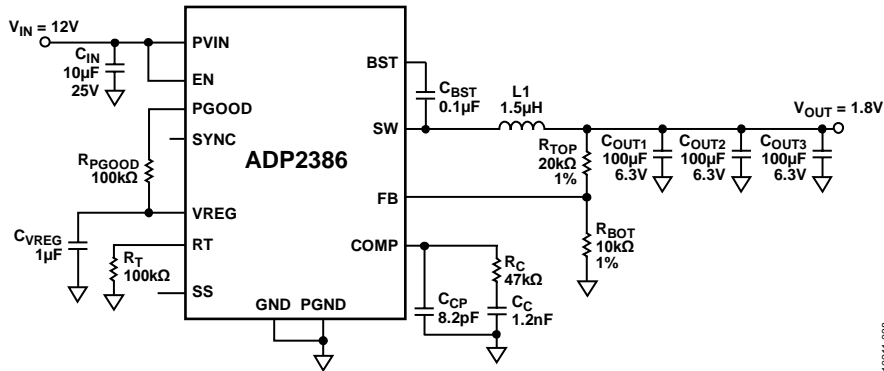 VIN = 12V
CIN
10µF
25V
PVIN
EN
PGOOD
SYNC
RPGOOD
100kΩ
VREG
CVREG
1µF
RT
RT
100kΩ
SS
GND PGND
ADP2386
BST
CBST
0.1µF
SW
L1
1.5µH
VOUT = 1.8V
RTOP
20kΩ
1%
COUT1
100µF
6.3V
COUT2
100µF
6.3V
COUT3
100µF
6.3V
FB
RBOT
10kΩ
1%
COMP
RC
47kΩ
CCP
8.2pF
CC
1.2nF